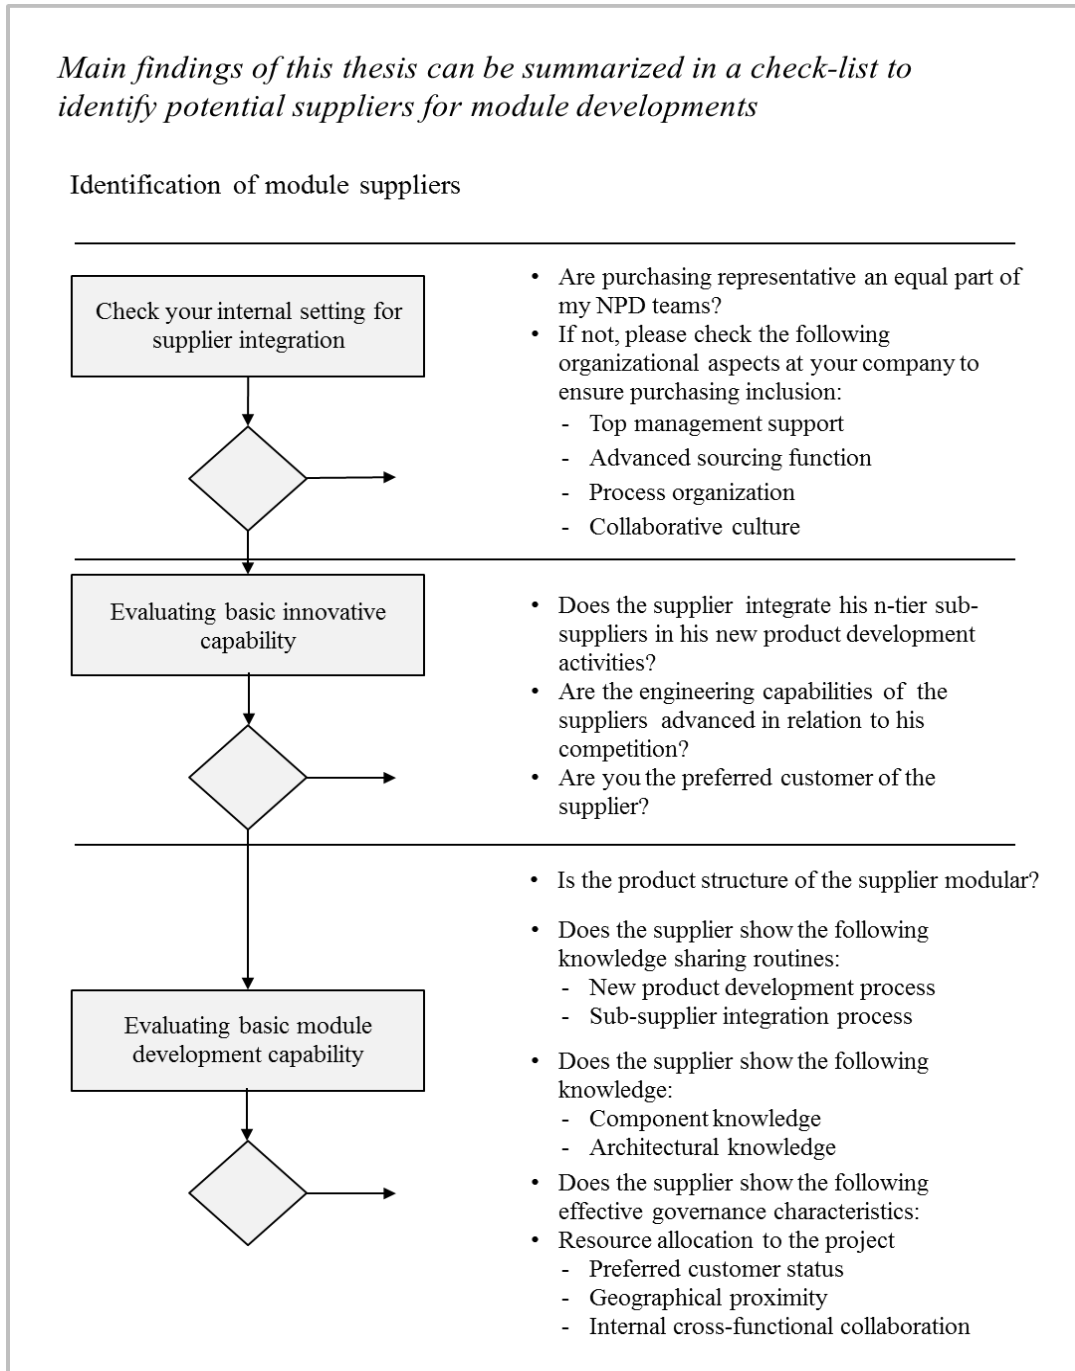 Main findings of this thesis can be summarized in a check-list to
identify potential suppliers for module developments
Identification of module suppliers
Check your internal setting for
supplier integration
• Are purchasing representative an equal part of
my NPD teams?
• If not, please check the following
organizational aspects at your company to
ensure purchasing inclusion:
- Top management support
- Advanced sourcing function
- Process organization
- Collaborative culture
Evaluating basic innovative
capability
• Does the supplier integrate his n-tier sub-
suppliers in his new product development
activities?
• Are the engineering capabilities of the
suppliers advanced in relation to his
competition?
• Are you the preferred customer of the
supplier?
Evaluating basic module
development capability
• Is the product structure of the supplier modular?
• Does the supplier show the following
knowledge sharing routines:
- New product development process
- Sub-supplier integration process
• Does the supplier show the following
knowledge:
- Component knowledge
- Architectural knowledge
• Does the supplier show the following
effective governance characteristics:
• Resource allocation to the project
- Preferred customer status
- Geographical proximity
- Internal cross-functional collaboration